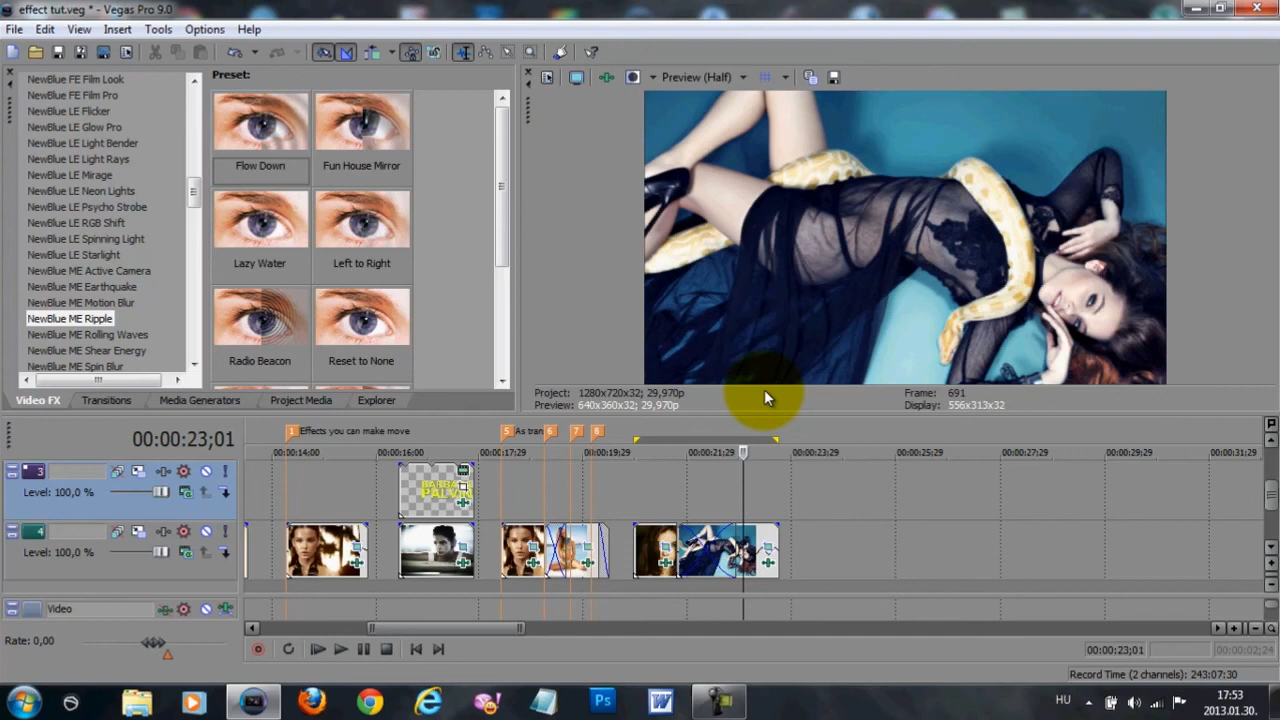 effect tut.veg * - Vegas Pro 9.0
File Edit View Insert Tools Options Help
NewBlue FE Film Look
NewBlue FE Film Pro
NewBlue LE Flicker
NewBlue LE Glow Pro
NewBlue LE Light Bender
NewBlue LE Light Rays
NewBlue LE Mirage
NewBlue LE Neon Lights
NewBlue LE Psycho Strobe
NewBlue LE RGB Shift
NewBlue LE Spinning Light
NewBlue LE Starlight
NewBlue ME Active Camera
NewBlue ME Earthquake
NewBlue ME Motion Blur
NewBlue ME Ripple
NewBlue ME Rolling Waves
NewBlue ME Shear Energy
NewBlue ME Spin Blur
Preset:
Flow Down
Fun House Mirror
Lazy Water
Left to Right
Radio Beacon
Reset to None
Video FX Transitions Media Generators Project Media Explorer
Preview (Half)
Project: 1280x720x32; 29,970p
Preview: 640x360x32; 29,970p
Frame: 691
Display: 556x313x32
00:00:23;01
1 Effects you can make move 5 As tran 6 7 8
00:00:14;00 00:00:16;00 00:00:17;29 00:00:19;29 00:00:21;29 00:00:23;29 00:00:25;29 00:00:27;29 00:00:29;29 00:00:31;29
3
Level: 100,0 %
PALVIN
4
Level: 100,0 %
Video
Rate: 0,00
00:00:23;01
00:00:02;24
Record Time (2 channels): 243:07:30
Ps W
HU
17:53
2013.01.30.